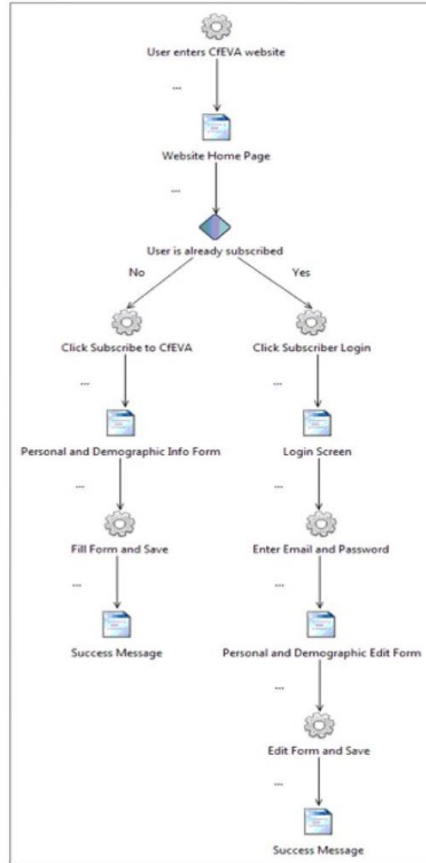 User enters CfEVA website
...
Website Home Page
...
User is already subscribed
No
Yes
Click Subscribe to CfEVA
Click Subscriber Login
...
...
Personal and Demographic Info Form
Login Screen
...
...
Fill Form and Save
Enter Email and Password
...
...
Success Message
Personal and Demographic Edit Form
...
Edit Form and Save
...
Success Message